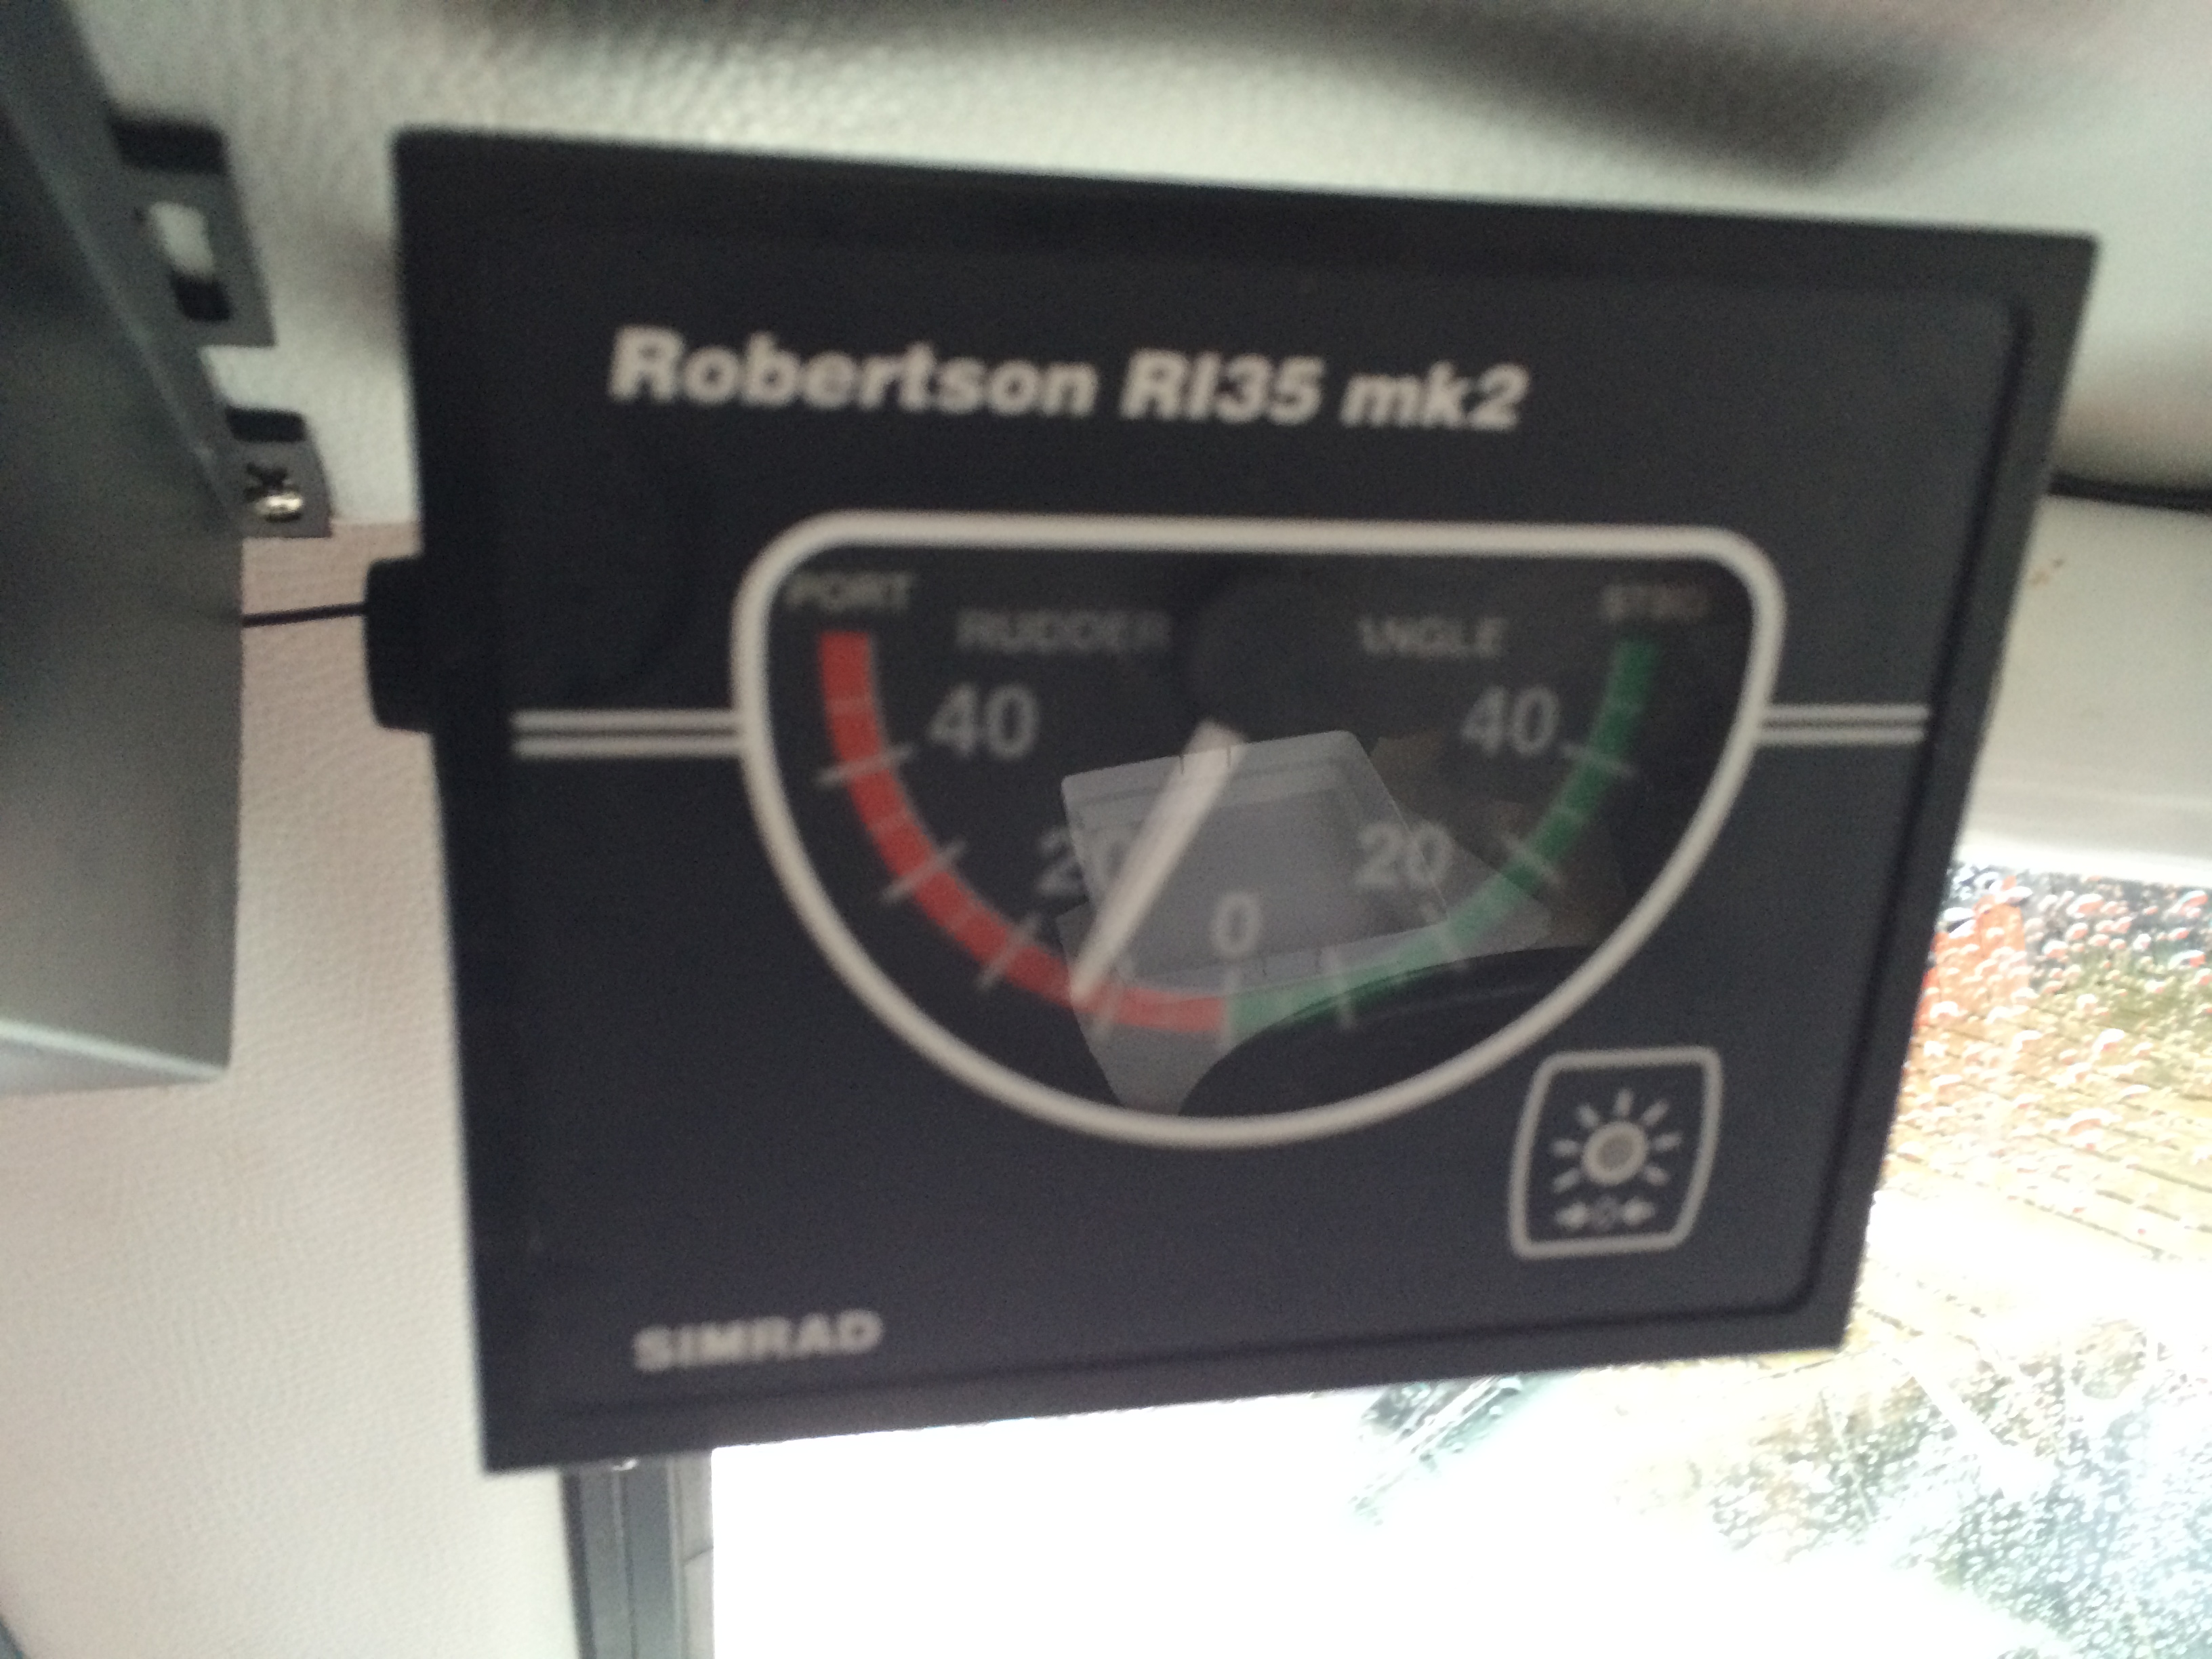 Robertson RI35 mk2
PORT STBD
RUDDER ANGLE
40 40
20 20
0
SIMRAD